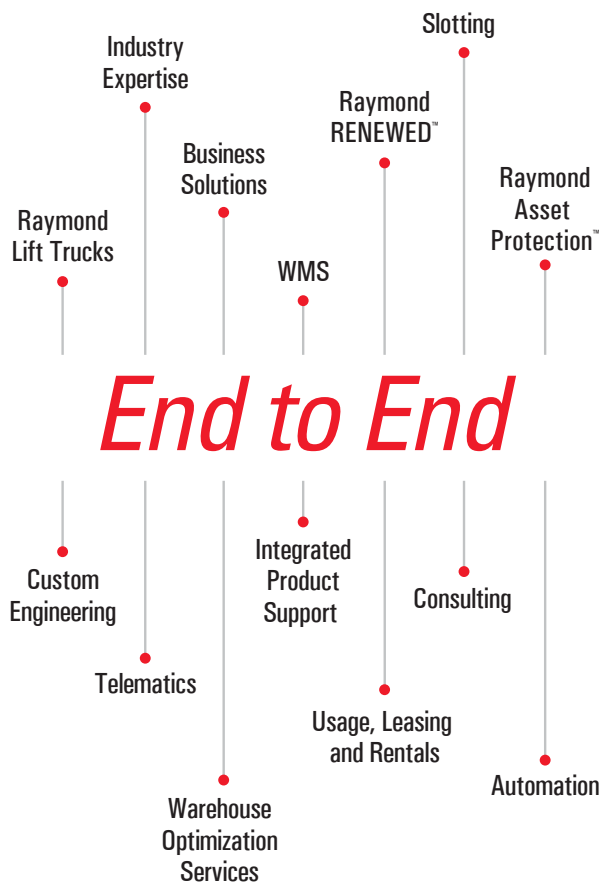 Slotting
Industry
Expertise
Raymond
RENEWED™
Business
Solutions
Raymond
Asset
Protection™
Raymond
Lift Trucks
WMS
End to End
Integrated
Product
Support
Custom
Engineering
Consulting
Telematics
Usage, Leasing
and Rentals
Automation
Warehouse
Optimization
Services